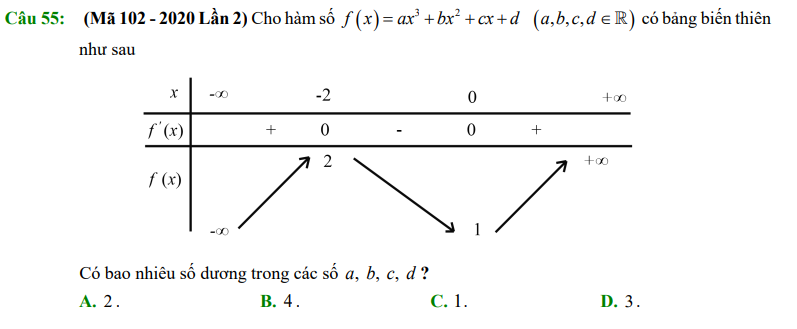 Câu 55: (Mã 102 - 2020 Lần 2) Cho hàm số f(x) = ax³ + bx² + cx + d (a, b, c, d ∈ ℝ) có bảng biến thiên
như sau
x -∞ -2 0 +∞
f'(x) + 0 - 0 +
f(x) -∞ 2 1 +∞
Có bao nhiêu số dương trong các số a, b, c, d ?
A. 2 . B. 4 . C. 1. D. 3 .